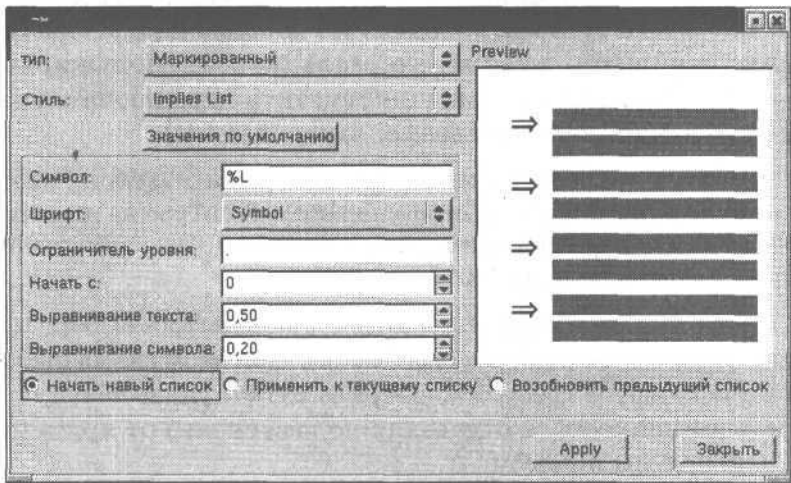 тип: Маркированный
Preview
Стиль: Implies List
Значения по умолчанию
Символ: %L
Шрифт: Symbol
Ограничитель уровня: .
Начать с: 0
Выравнивание текста: 0,50
Выравнивание символа: 0,20
Начать навый список Применить к текущему списку Возобновить предыдущий список
Apply Закрыть